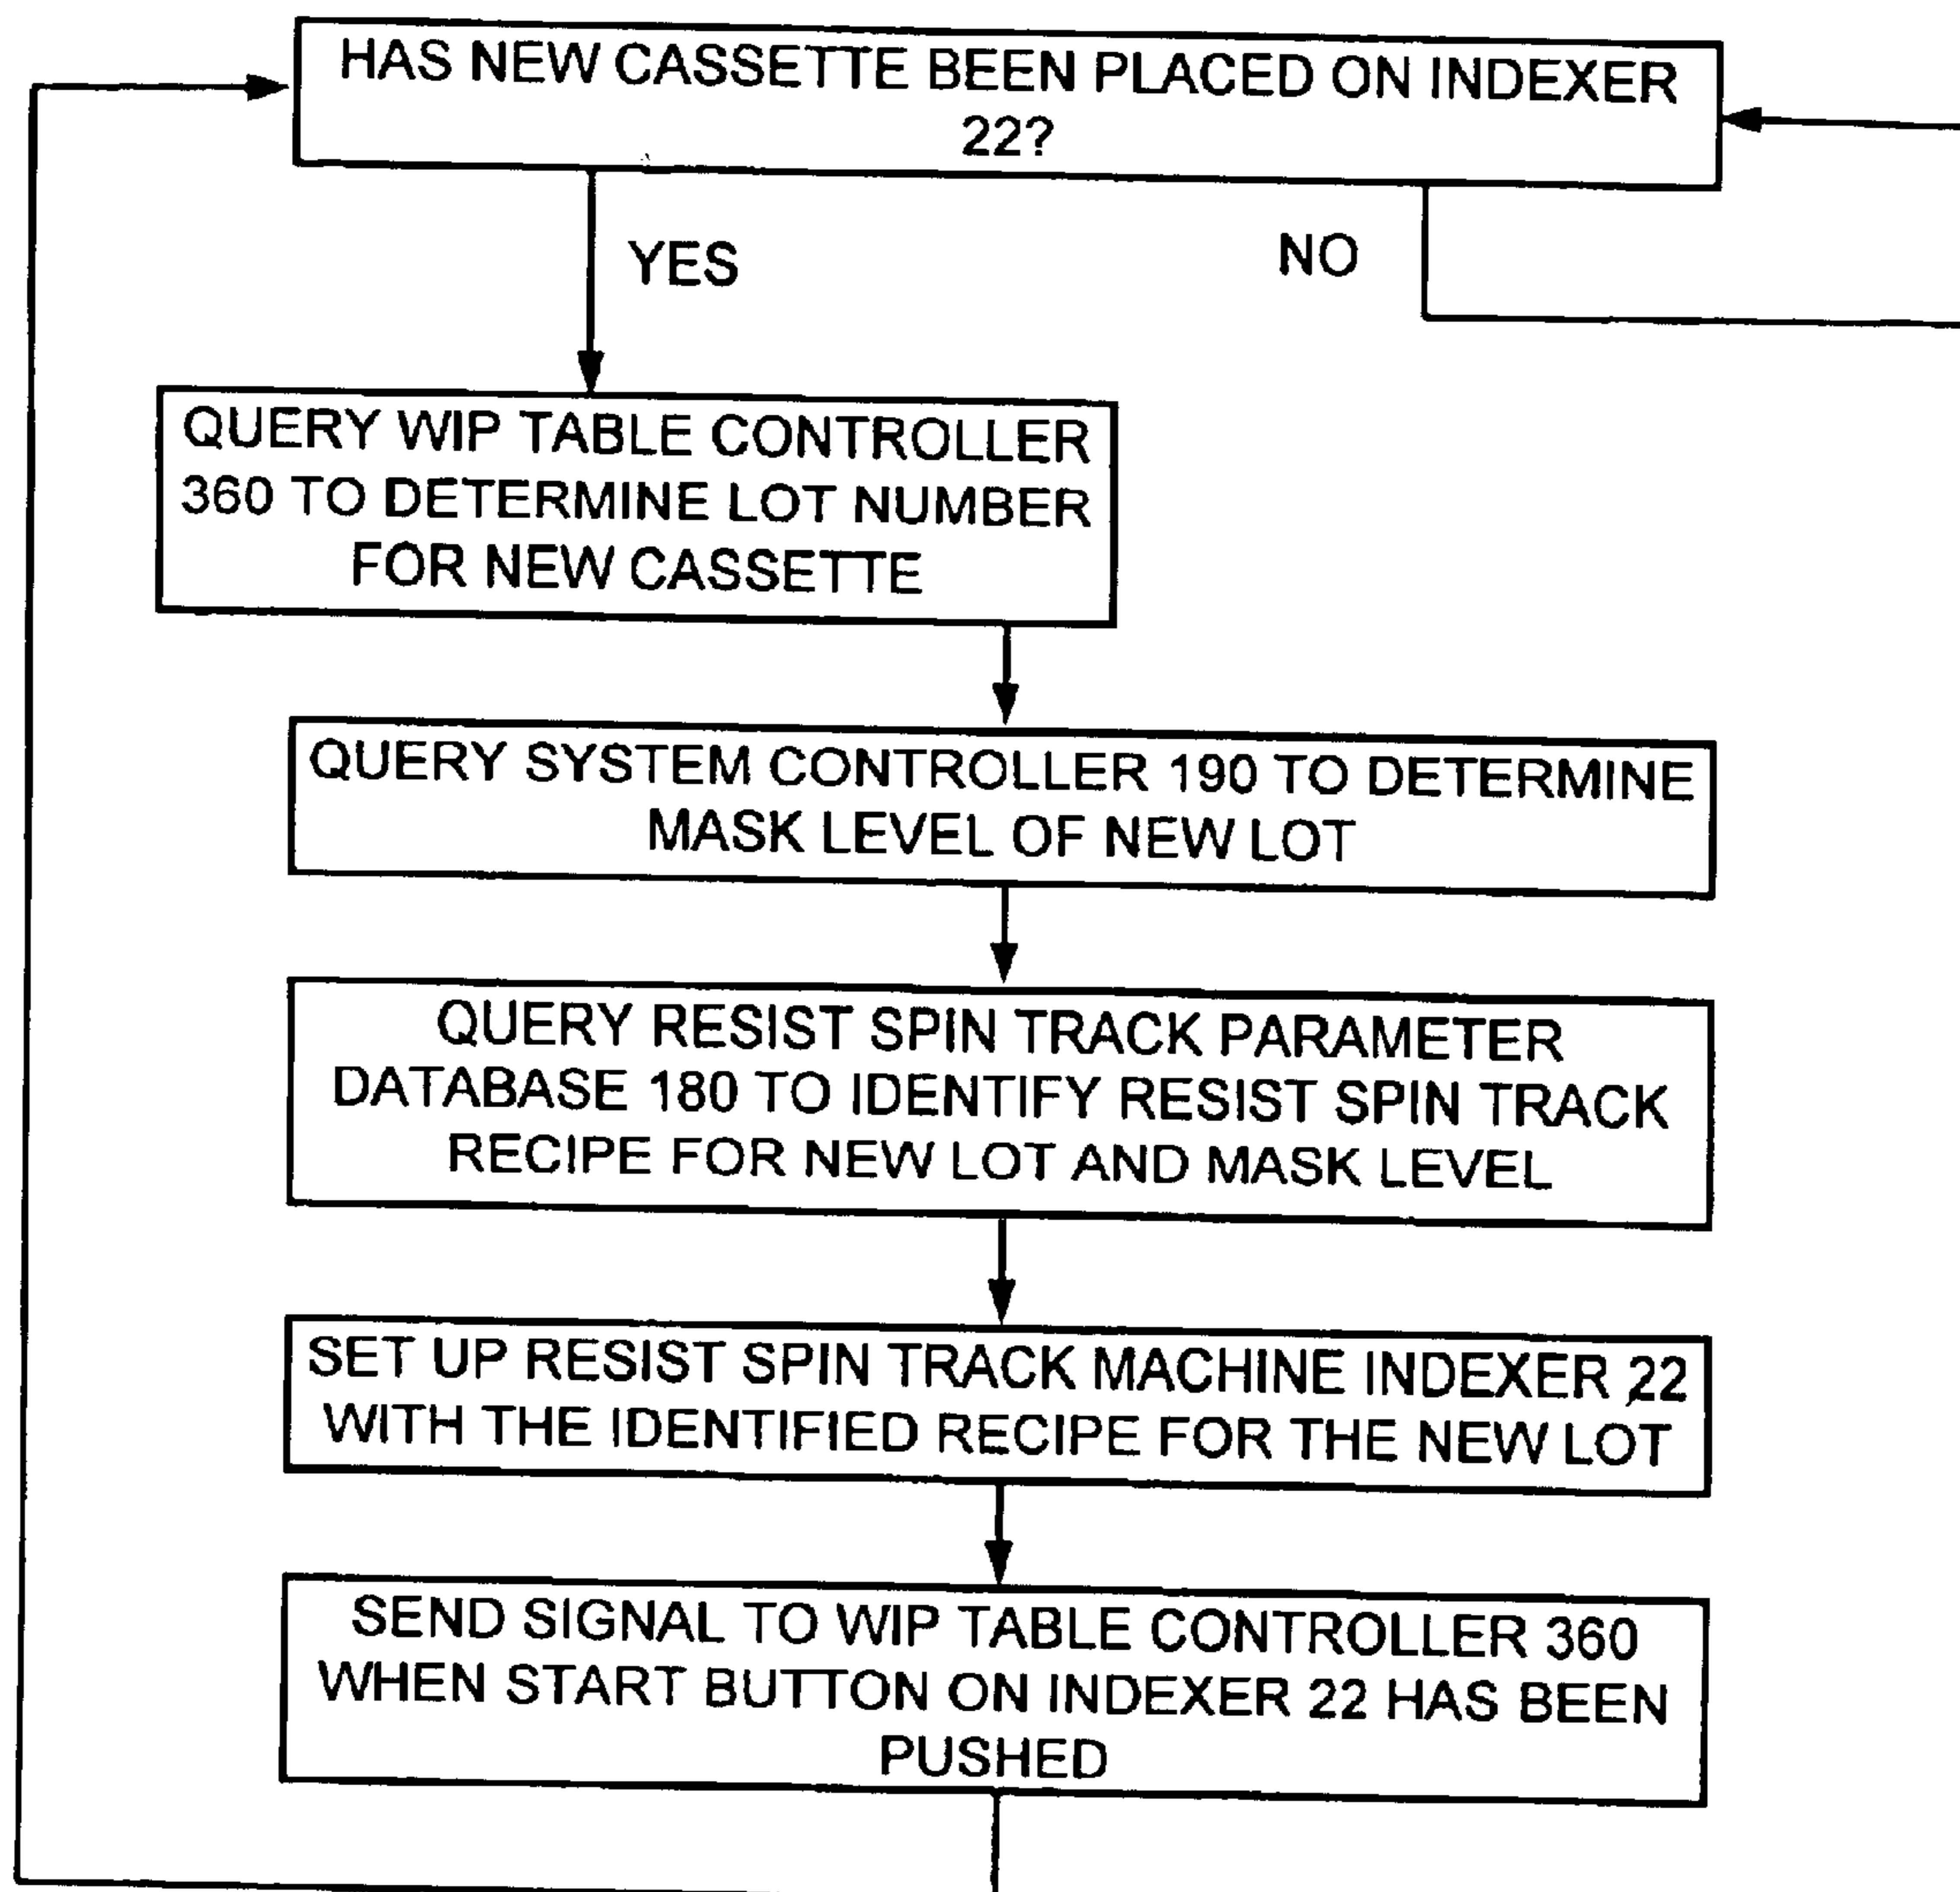 HAS NEW CASSETTE BEEN PLACED ON INDEXER
22?
YES
NO
QUERY WIP TABLE CONTROLLER
360 TO DETERMINE LOT NUMBER
FOR NEW CASSETTE
QUERY SYSTEM CONTROLLER 190 TO DETERMINE
MASK LEVEL OF NEW LOT
QUERY RESIST SPIN TRACK PARAMETER
DATABASE 180 TO IDENTIFY RESIST SPIN TRACK
RECIPE FOR NEW LOT AND MASK LEVEL
SET UP RESIST SPIN TRACK MACHINE INDEXER 22
WITH THE IDENTIFIED RECIPE FOR THE NEW LOT
SEND SIGNAL TO WIP TABLE CONTROLLER 360
WHEN START BUTTON ON INDEXER 22 HAS BEEN
PUSHED